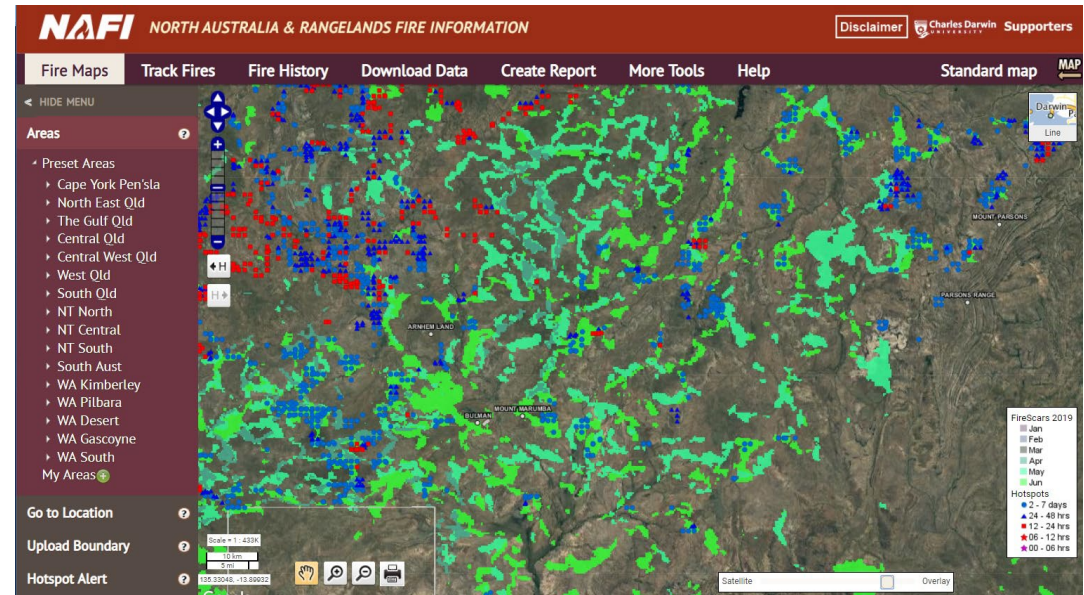 NAFI NORTH AUSTRALIA & RANGELANDS FIRE INFORMATION
Disclaimer Charles Darwin UNIVERSITY Supporters
Fire Maps Track Fires Fire History Download Data Create Report More Tools Help Standard map MAP
< HIDE MENU
Areas ?
Preset Areas
Cape York Pen'sla
North East Qld
The Gulf Qld
Central Qld
Central West Qld
West Qld
South Qld
NT North
NT Central
NT South
South Aust
WA Kimberley
WA Pilbara
WA Desert
WA Gascoyne
WA South
My Areas +
Go to Location ?
Upload Boundary ?
Hotspot Alert ?
H
H
Darwin
Line
MOUNT PARSONS
PARSONS RANGE
ARNHEM LAND
MOUNT MARUMBA
BULMAN
FireScars 2019
Jan
Feb
Mar
Apr
May
Jun
Hotspots
2 - 7 days
24 - 48 hrs
12 - 24 hrs
06 - 12 hrs
00 - 06 hrs
Scale = 1 : 433K
10 km
5 mi
135.33048, -13.89932
Satellite Overlay